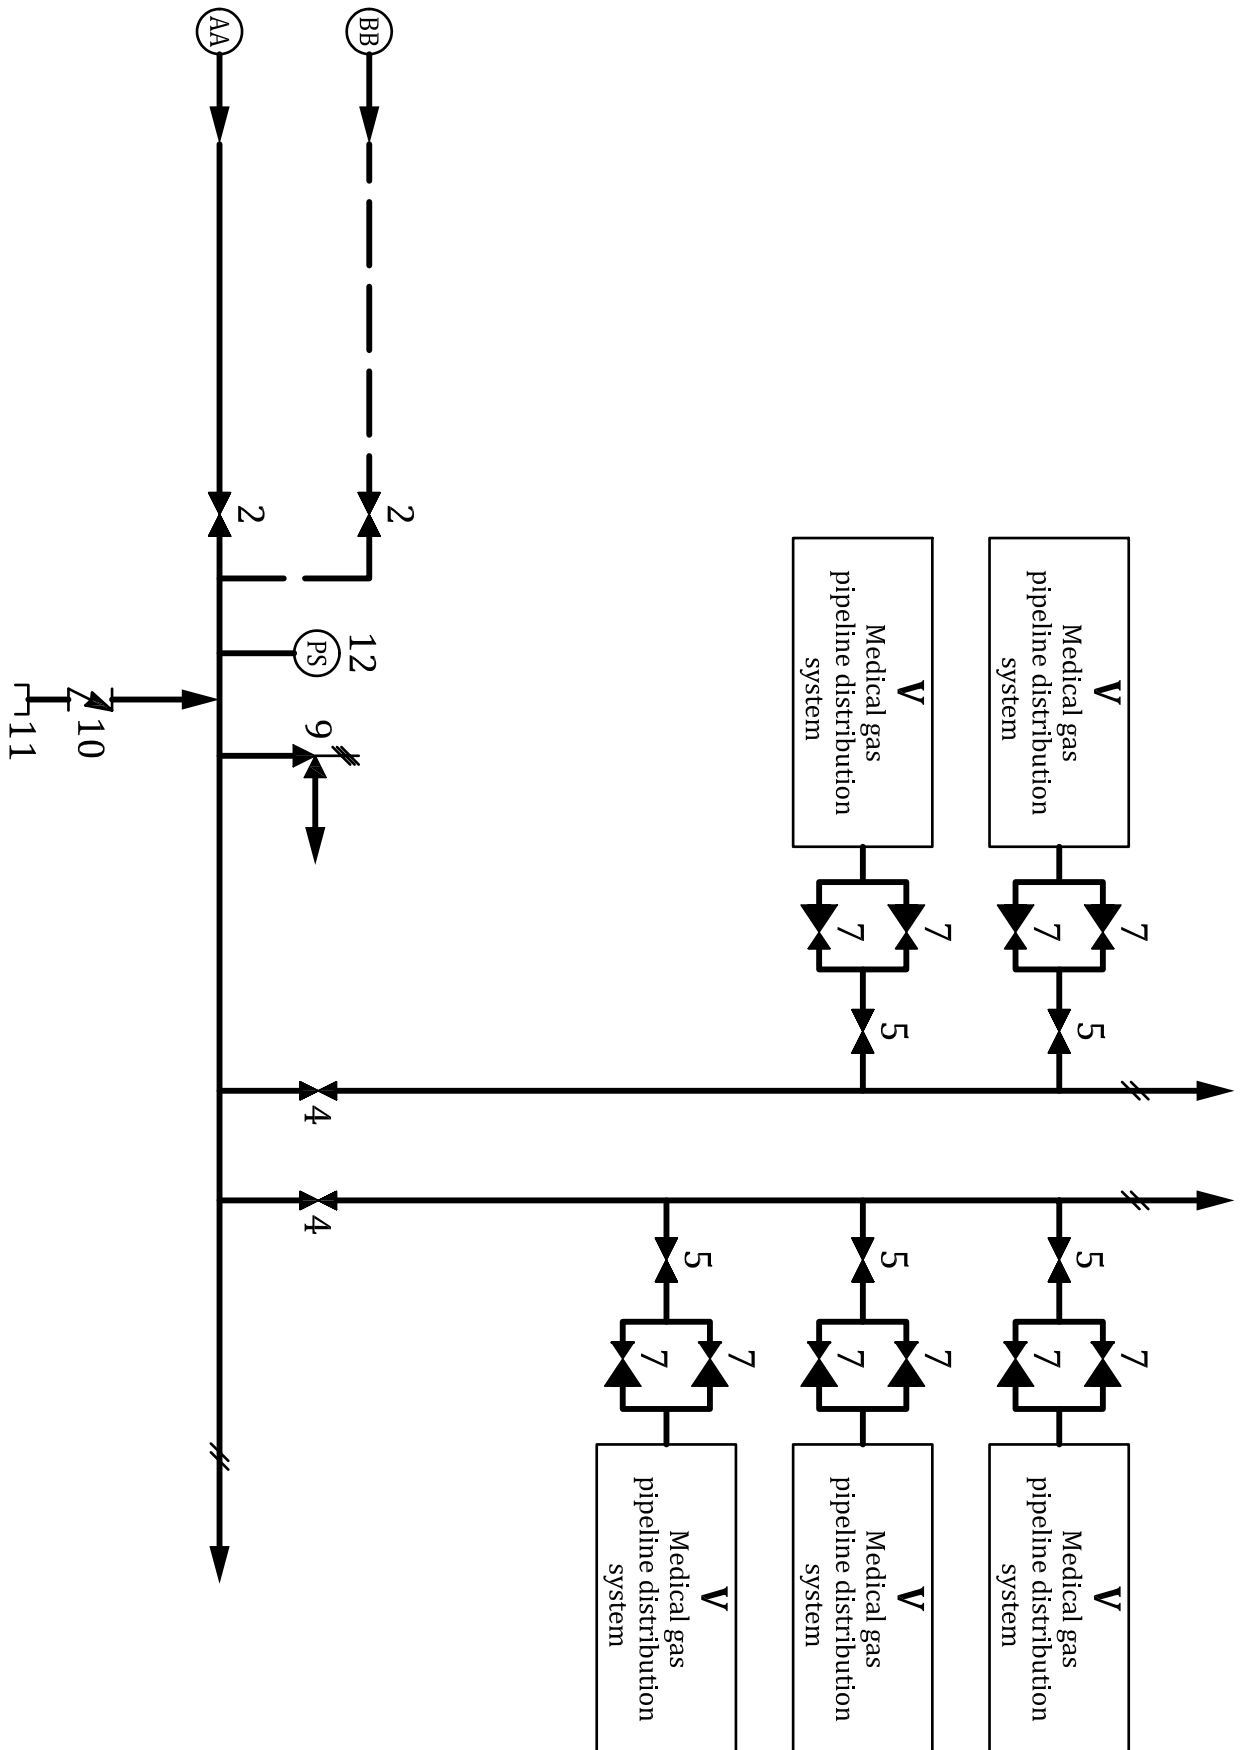 V
Medical gas
pipeline distribution
system
7
7
5
5
7
7
V
Medical gas
pipeline distribution
system
V
Medical gas
pipeline distribution
system
7
7
5
5
7
7
V
Medical gas
pipeline distribution
system
5
7
7
V
Medical gas
pipeline distribution
system
BB
2
12
PS
9
4
4
AA
2
10
11